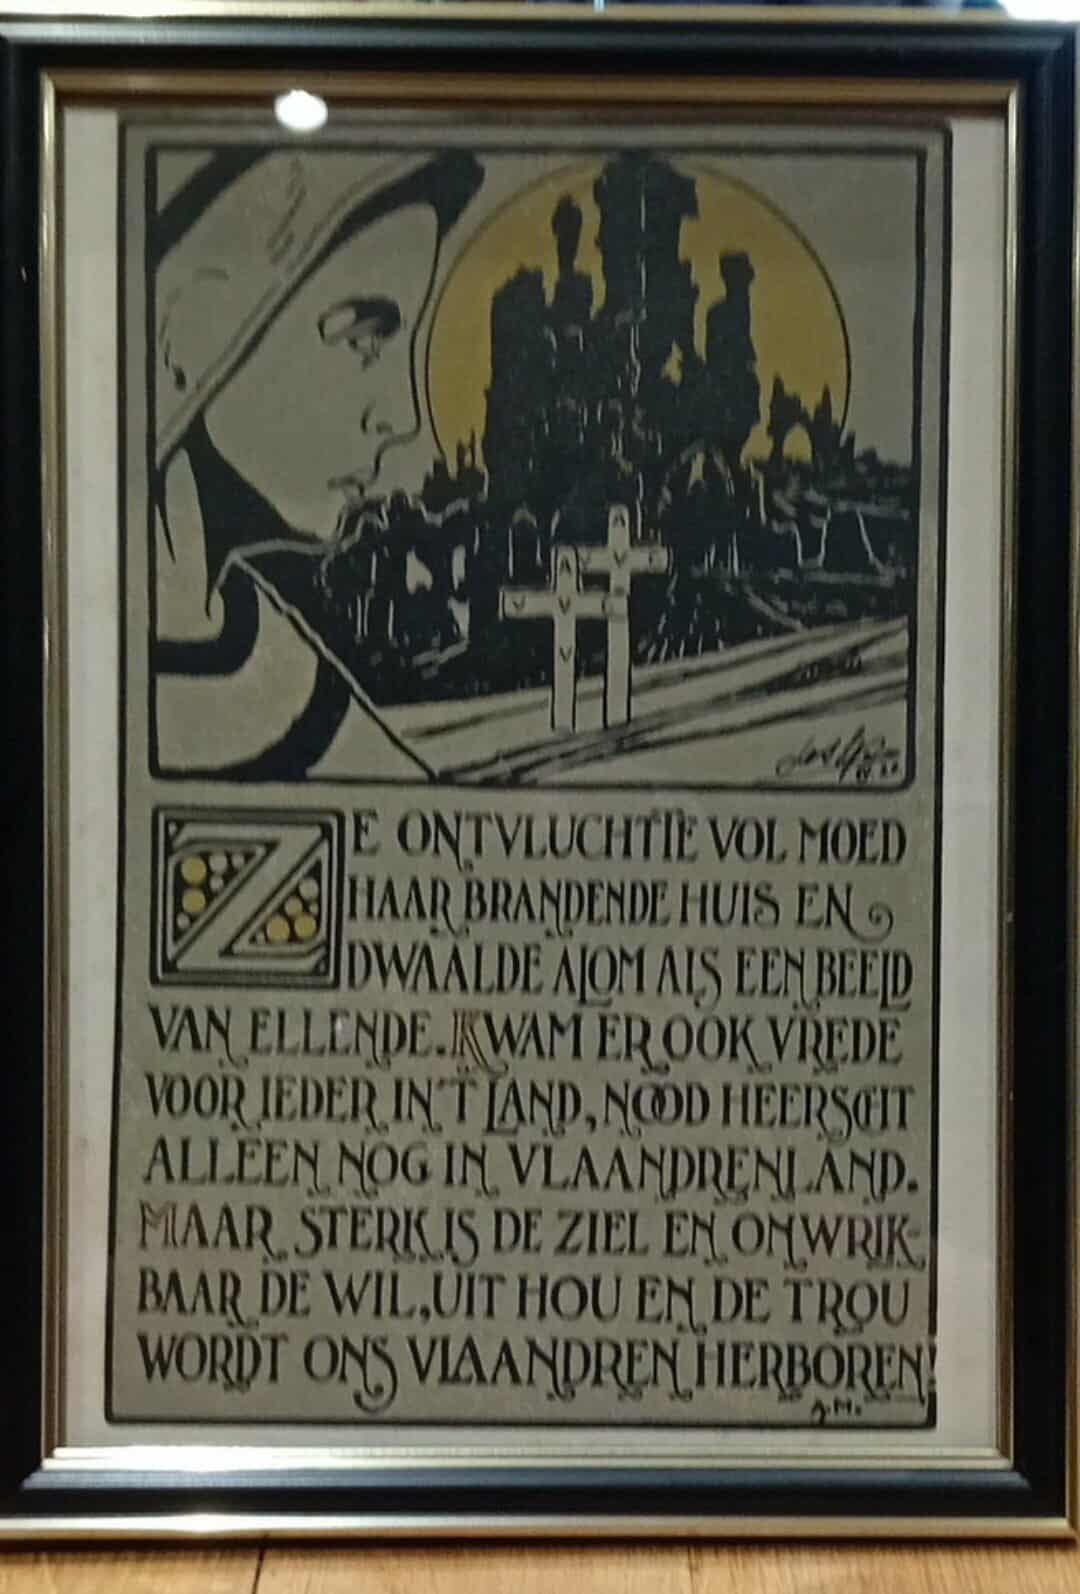 AVV
VVK
ZE ONTVLUCHTTE VOL MOED
HAAR BRANDENDE HUIS EN
DWAALDE ALOM ALS EEN BEELD
VAN ELLENDE. KWAM ER OOK VREDE
VOOR IEDER IN 'T LAND, NOOD HEERSCHT
ALLEEN NOG IN VLAANDRENLAND.
MAAR STERK IS DE ZIEL EN ONWRIK-
BAAR DE WIL, UIT HOU EN DE TROU
WORDT ONS VLAANDREN HERBOREN!
J.M.